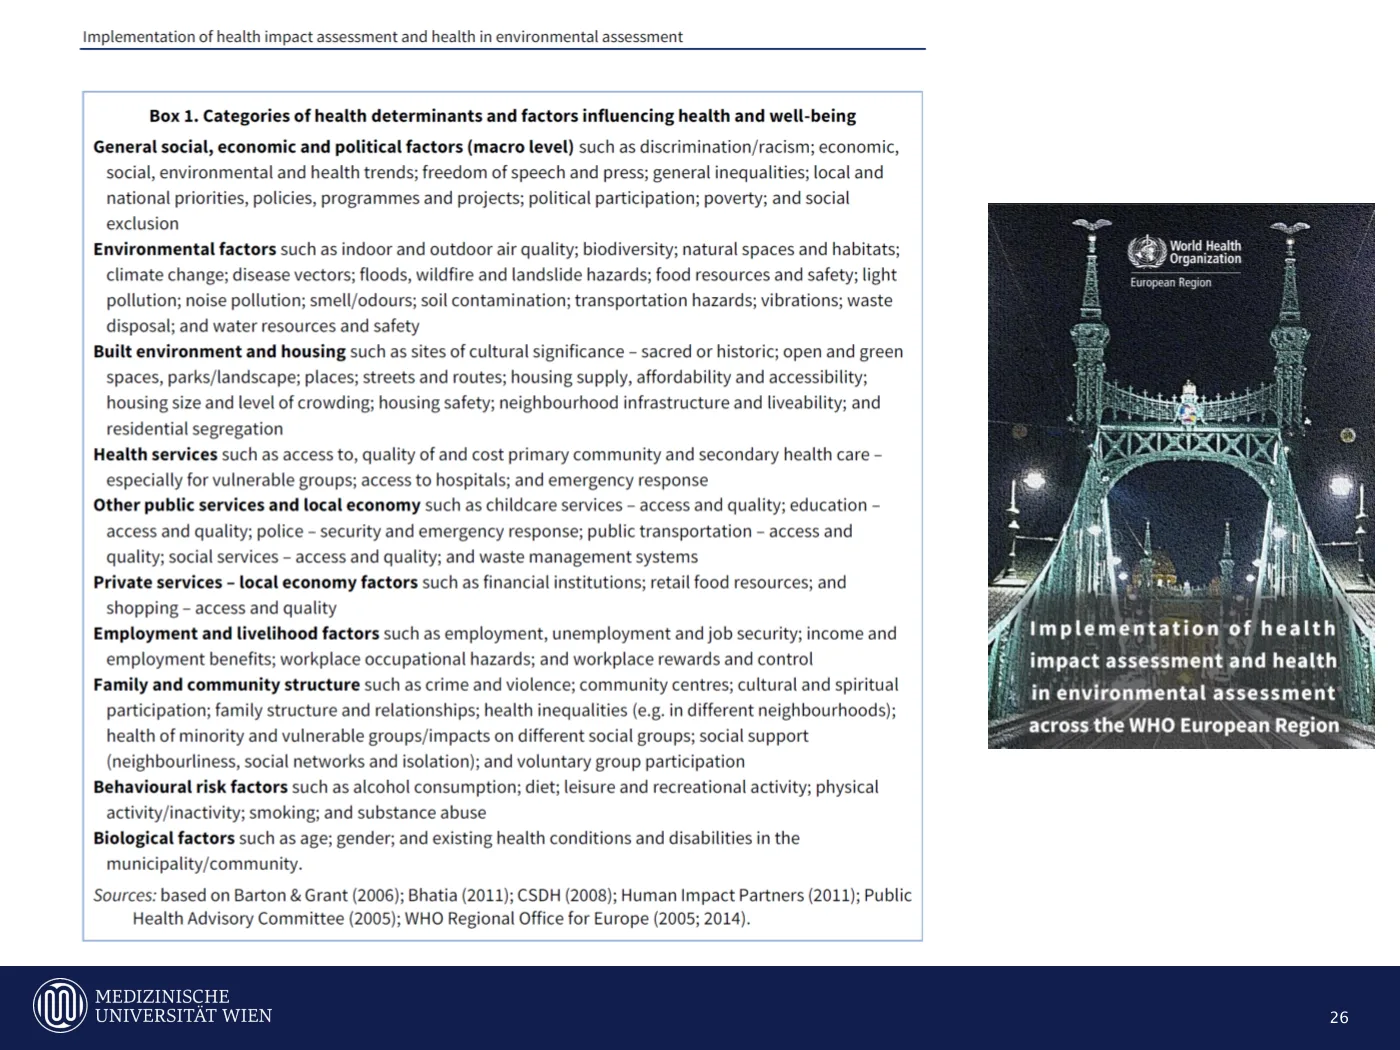 Implementation of health impact assessment and health in environmental assessment
Box 1. Categories of health determinants and factors influencing health and well-being
General social, economic and political factors (macro level) such as discrimination/racism; economic,
social, environmental and health trends; freedom of speech and press; general inequalities; local and
national priorities, policies, programmes and projects; political participation; poverty; and social
exclusion
Environmental factors such as indoor and outdoor air quality; biodiversity; natural spaces and habitats;
climate change; disease vectors; floods, wildfire and landslide hazards; food resources and safety; light
pollution; noise pollution; smell/odours; soil contamination; transportation hazards; vibrations; waste
disposal; and water resources and safety
Built environment and housing such as sites of cultural significance – sacred or historic; open and green
spaces, parks/landscape; places; streets and routes; housing supply, affordability and accessibility;
housing size and level of crowding; housing safety; neighbourhood infrastructure and liveability; and
residential segregation
Health services such as access to, quality of and cost primary community and secondary health care –
especially for vulnerable groups; access to hospitals; and emergency response
Other public services and local economy such as childcare services – access and quality; education –
access and quality; police – security and emergency response; public transportation – access and
quality; social services – access and quality; and waste management systems
Private services – local economy factors such as financial institutions; retail food resources; and
shopping – access and quality
Employment and livelihood factors such as employment, unemployment and job security; income and
employment benefits; workplace occupational hazards; and workplace rewards and control
Family and community structure such as crime and violence; community centres; cultural and spiritual
participation; family structure and relationships; health inequalities (e.g. in different neighbourhoods);
health of minority and vulnerable groups/impacts on different social groups; social support
(neighbourliness, social networks and isolation); and voluntary group participation
Behavioural risk factors such as alcohol consumption; diet; leisure and recreational activity; physical
activity/inactivity; smoking; and substance abuse
Biological factors such as age; gender; and existing health conditions and disabilities in the
municipality/community.
Sources: based on Barton & Grant (2006); Bhatia (2011); CSDH (2008); Human Impact Partners (2011); Public
Health Advisory Committee (2005); WHO Regional Office for Europe (2005; 2014).
World Health
Organization
European Region
Implementation of health
impact assessment and health
in environmental assessment
across the WHO European Region
MEDIZINISCHE
UNIVERSITÄT WIEN
26